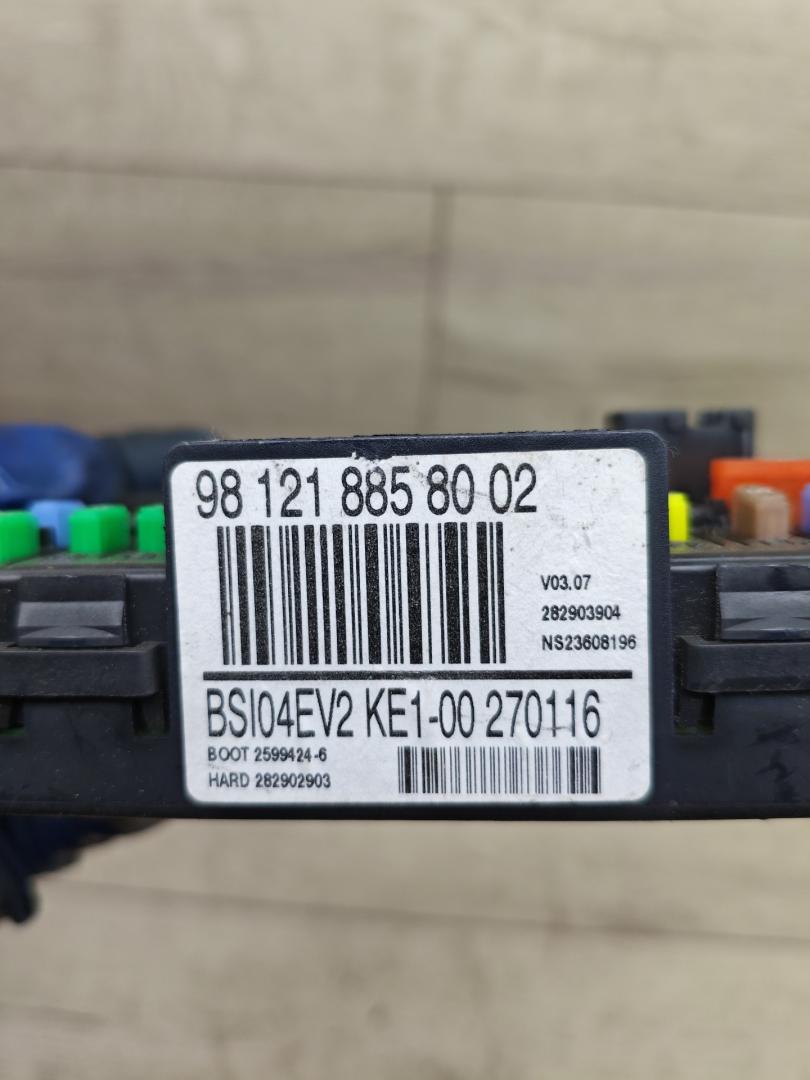 98 121 885 80 02
V03.07
282903904
NS23608196
BSI04EV2 KE1-00 270116
BOOT 2599424-6
HARD 282902903